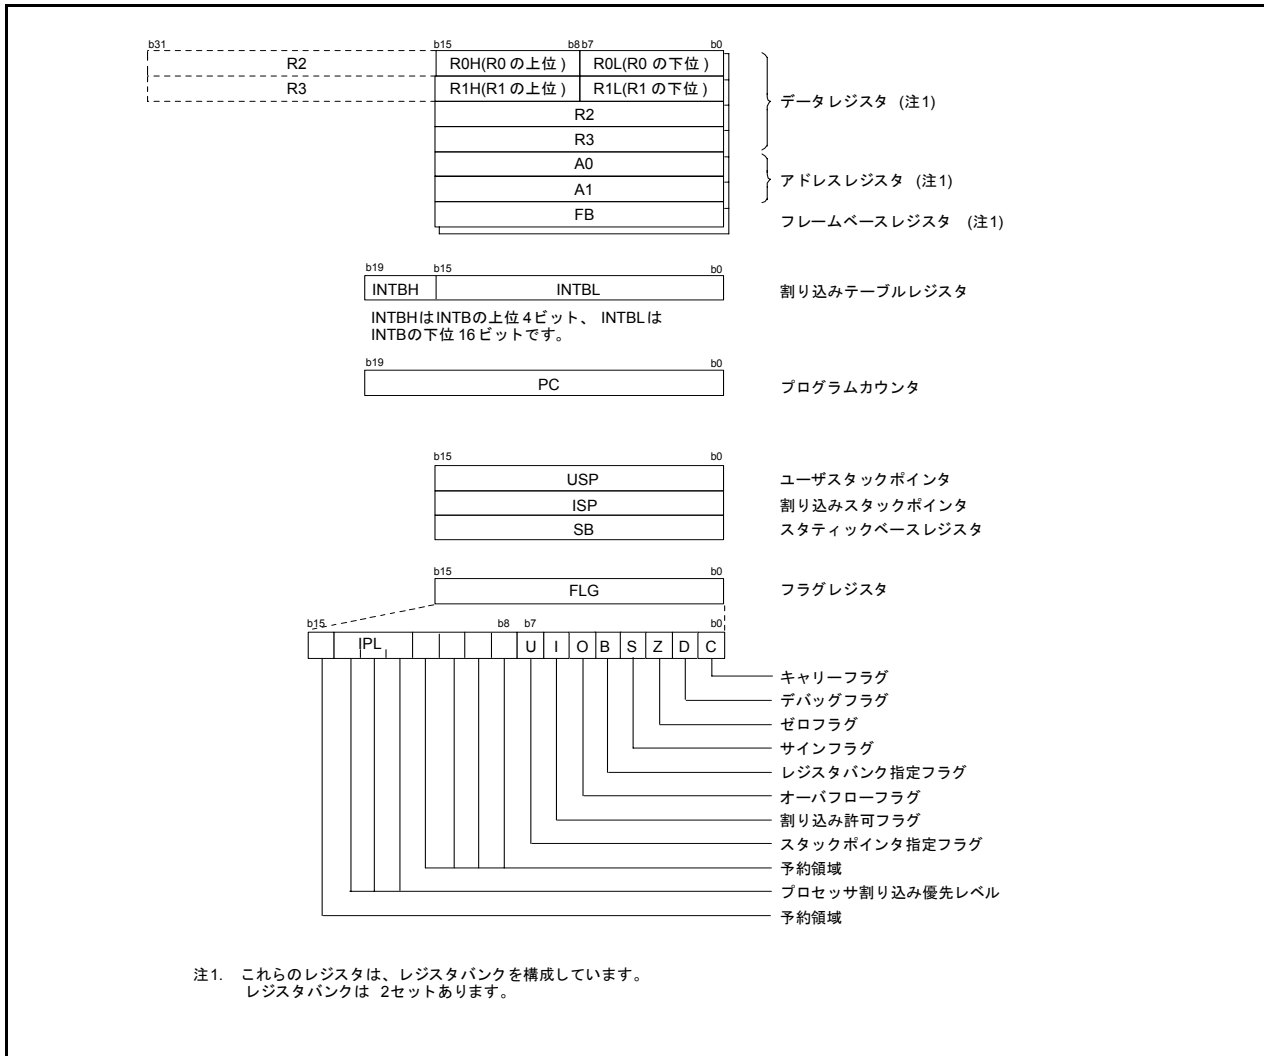 b31 b15 b8 b7 b0
R2 R0H(R0 の上位) R0L(R0 の下位)
R3 R1H(R1 の上位) R1L(R1 の下位)
データレジスタ (注1)
R2
R3
A0
アドレスレジスタ (注1)
A1
FB
フレームベースレジスタ (注1)
b19 b15 b0
INTBH INTBL 割り込みテーブルレジスタ
INTBHはINTBの上位4ビット、 INTBLは
INTBの下位16ビットです。
b19 b0
PC プログラムカウンタ
b15 b0
USP ユーザスタックポインタ
ISP 割り込みスタックポインタ
SB スタティックベースレジスタ
b15 b0
FLG フラグレジスタ
b15 b8 b7 b0
IPL U I O B S Z D C
キャリーフラグ
デバッグフラグ
ゼロフラグ
サインフラグ
レジスタバンク指定フラグ
オーバフローフラグ
割り込み許可フラグ
スタックポインタ指定フラグ
予約領域
プロセッサ割り込み優先レベル
予約領域
注1. これらのレジスタは、レジスタバンクを構成しています。
レジスタバンクは 2セットあります。